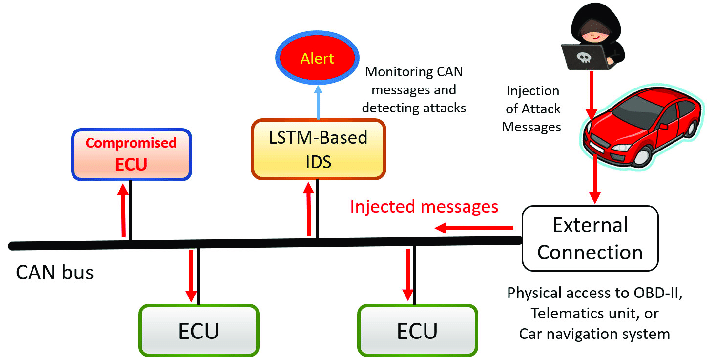 Alert
Monitoring CAN
messages and
detecting attacks
Injection
of Attack
Messages
Compromised
ECU
LSTM-Based
IDS
Injected messages
External
Connection
CAN bus
Physical access to OBD-II,
Telematics unit, or
Car navigation system
ECU
ECU